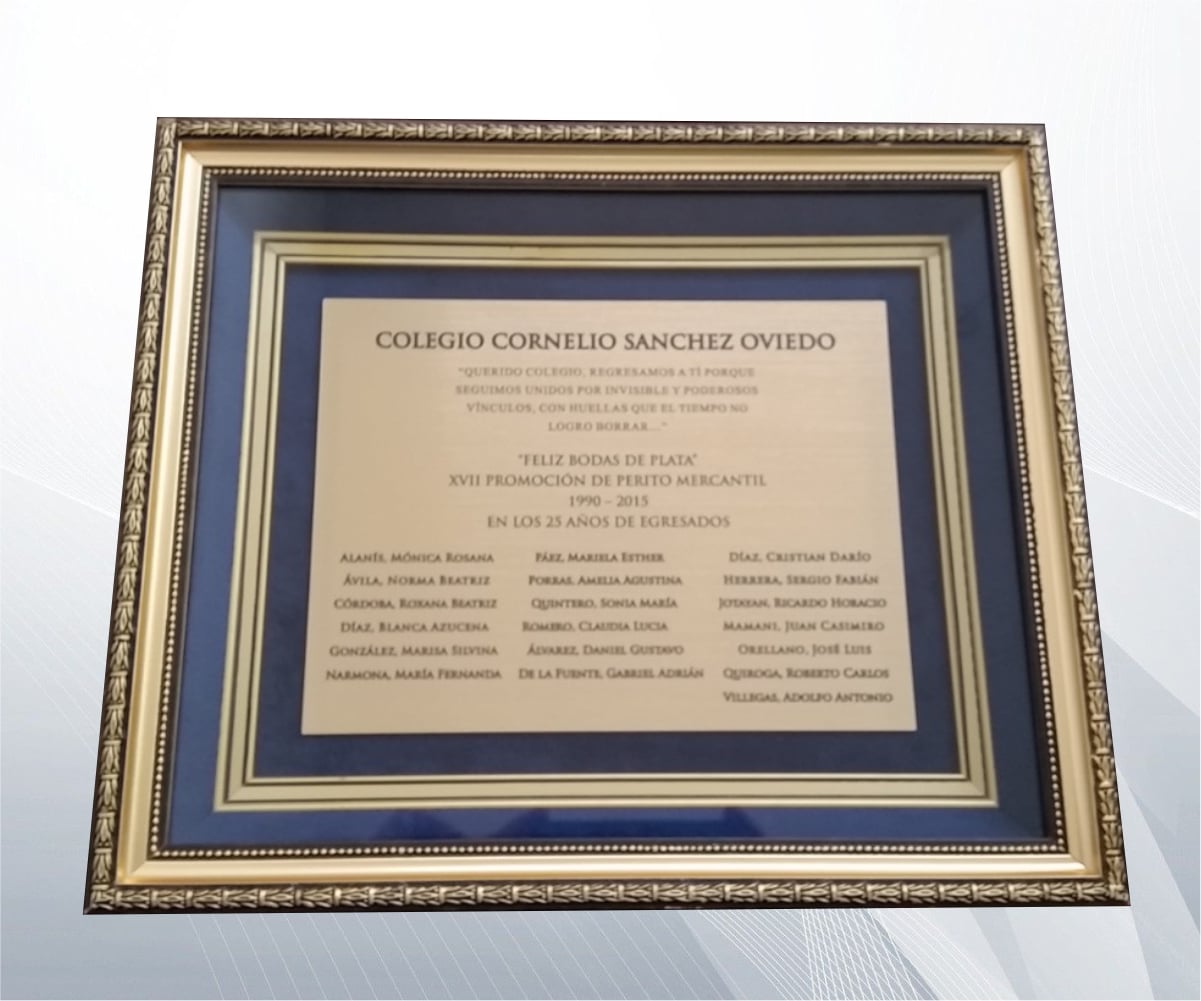 COLEGIO CORNELIO SANCHEZ OVIEDO
"QUERIDO COLEGIO, REGRESAMOS A TÍ PORQUE
SEGUIMOS UNIDOS POR INVISIBLE Y PODEROSOS
VÍNCULOS, CON HUELLAS QUE EL TIEMPO NO
LOGRO BORRAR..."
"FELIZ BODAS DE PLATA"
XVII PROMOCIÓN DE PERITO MERCANTIL
1990 – 2015
EN LOS 25 AÑOS DE EGRESADOS
ALANÍS, MÓNICA ROSANA
ÁVILA, NORMA BEATRIZ
CÓRDOBA, ROXANA BEATRIZ
DÍAZ, BLANCA AZUCENA
GONZÁLEZ, MARISA SILVINA
NARMONA, MARÍA FERNANDA
PÁEZ, MARIELA ESTHER
PORRAS, AMELIA AGUSTINA
QUINTERO, SONIA MARÍA
ROMERO, CLAUDIA LUCIA
ÁLVAREZ, DANIEL GUSTAVO
DE LA FUENTE, GABRIEL ADRIÁN
DÍAZ, CRISTIAN DARÍO
HERRERA, SERGIO FABIÁN
JOTAYAN, RICARDO HORACIO
MAMANI, JUAN CASIMIRO
ORELLANO, JOSÉ LUIS
QUIROGA, ROBERTO CARLOS
VILLEGAS, ADOLFO ANTONIO